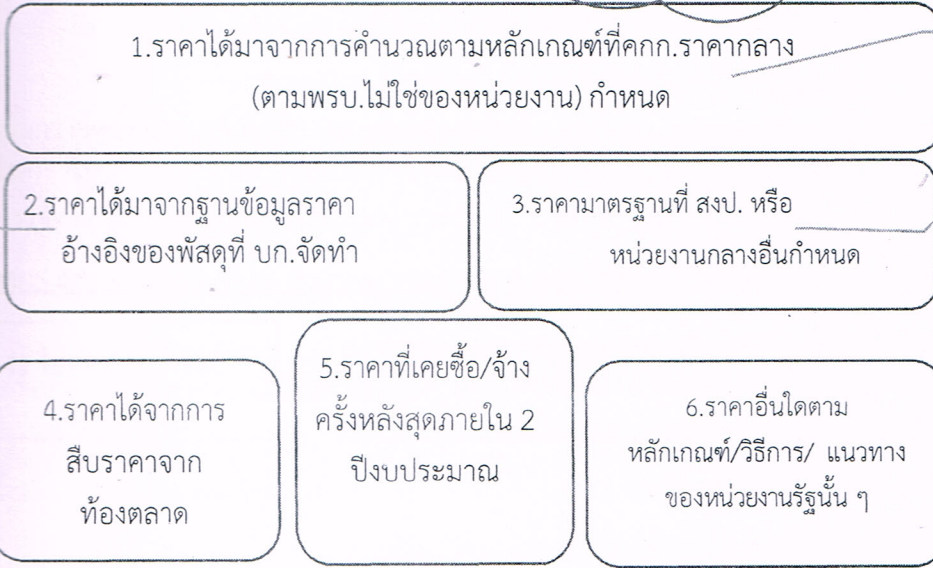 1.ราคาได้มาจากการคำนวณตามหลักเกณฑ์ที่คกก.ราคากลาง
(ตามพรบ.ไม่ใช่ของหน่วยงาน) กำหนด
2.ราคาได้มาจากฐานข้อมูลราคา
อ้างอิงของพัสดุที่ บก.จัดทำ
3.ราคามาตรฐานที่ สงป. หรือ
หน่วยงานกลางอื่นกำหนด
4.ราคาได้จากการ
สืบราคาจาก
ท้องตลาด
5.ราคาที่เคยซื้อ/จ้าง
ครั้งหลังสุดภายใน 2
ปีงบประมาณ
6.ราคาอื่นใดตาม
หลักเกณฑ์/วิธีการ/ แนวทาง
ของหน่วยงานรัฐนั้น ๆ